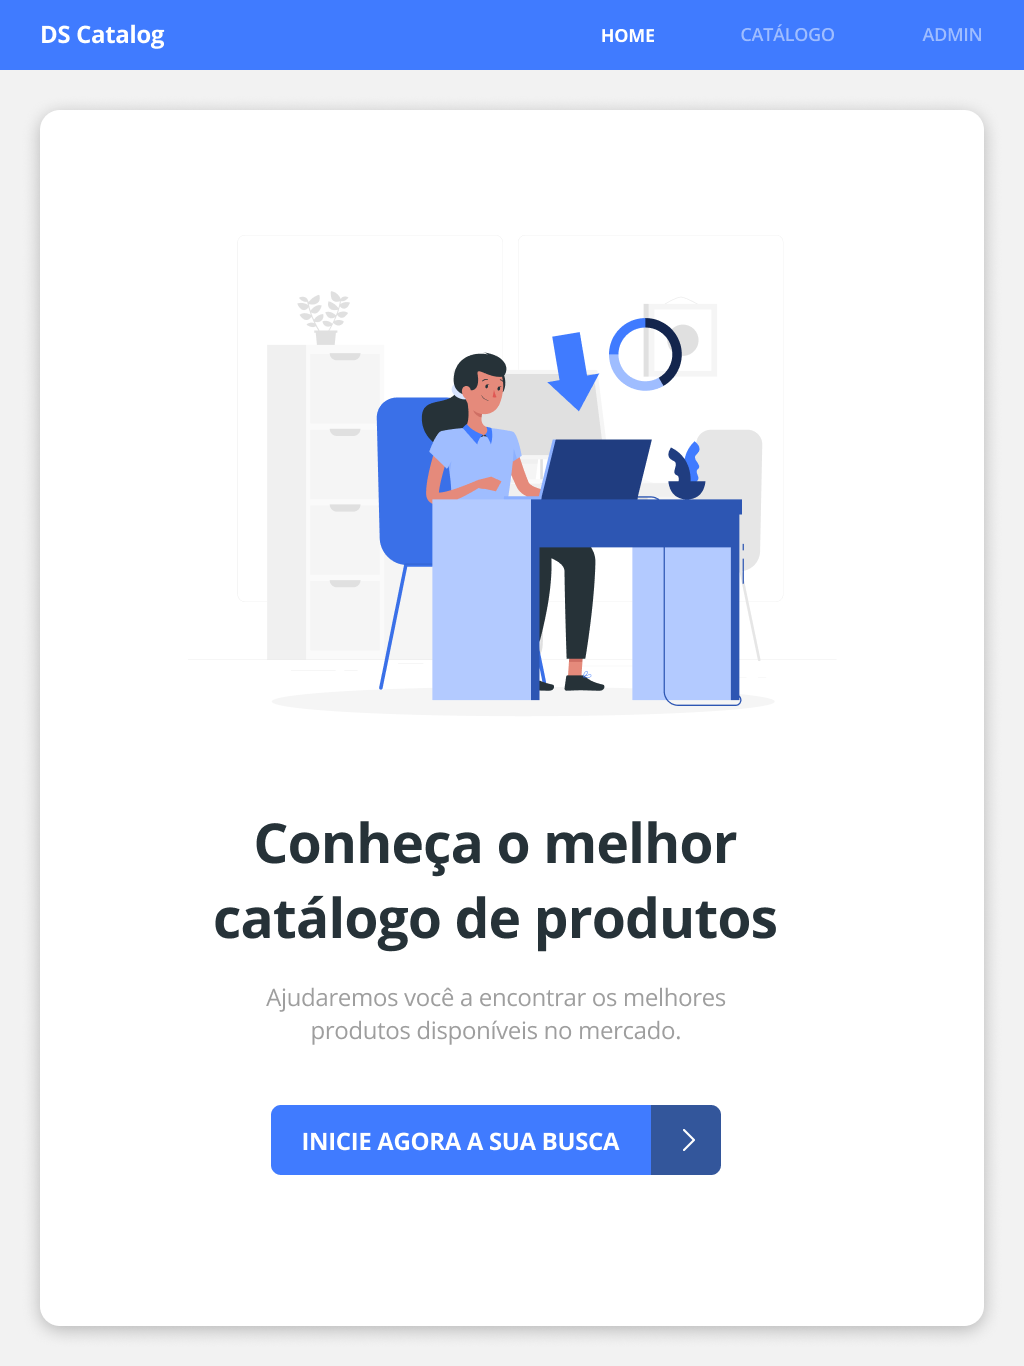 DS Catalog
HOME
CATÁLOGO
ADMIN
Conheça o melhor
catálogo de produtos
Ajudaremos você a encontrar os melhores
produtos disponíveis no mercado.
INICIE AGORA A SUA BUSCA